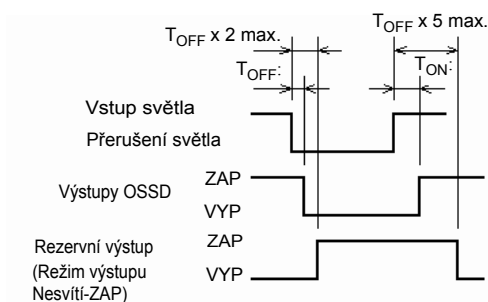 T_OFF x 2 max.
T_OFF x 5 max.
T_OFF:
T_ON:
Vstup světla
Přerušení světla
Výstupy OSSD
ZAP
VYP
Rezervní výstup
(Režim výstupu
Nesvítí-ZAP)
ZAP
VYP